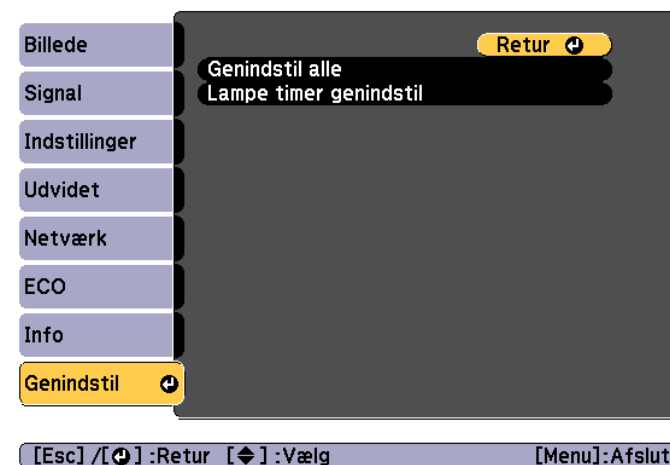 Billede
Signal
Indstillinger
Udvidet
Netværk
ECO
Info
Genindstil
Retur
Genindstil alle
Lampe timer genindstil
[Esc] /[⏎] :Retur [◆] :Vælg [Menu]:Afslut